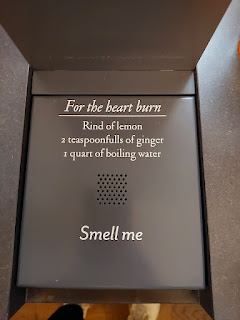 For the heart burn
Rind of lemon
2 teaspoonfulls of ginger
1 quart of boiling water
Smell me